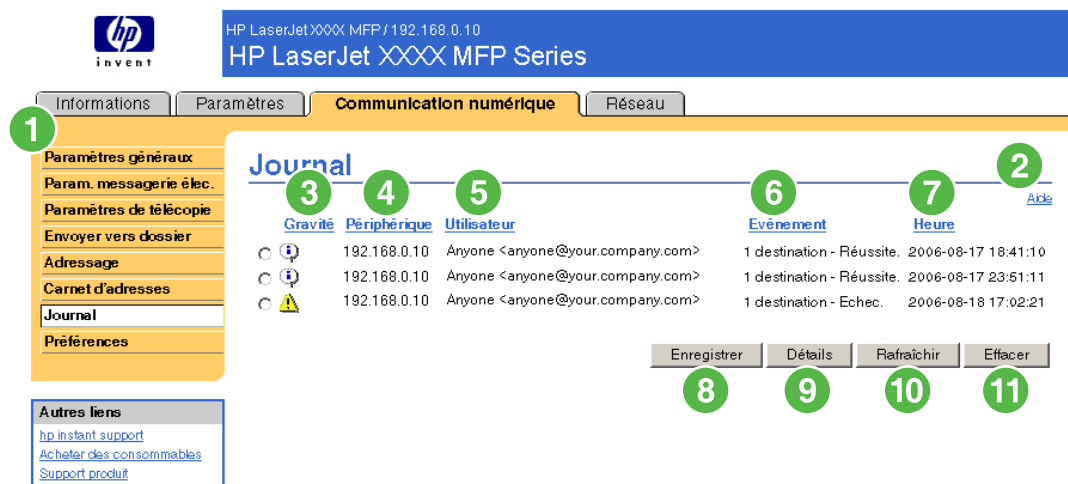 hp
invent
HP LaserJet XXXX MFP / 192.168.0.10
HP LaserJet XXXX MFP Series
Informations Paramètres Communication numérique Réseau
1
Paramètres généraux
Param. messagerie élec.
Paramètres de télécopie
Envoyer vers dossier
Adressage
Carnet d'adresses
Journal
Préférences
Journal
2
Aide
3 4 5 6 7
Gravité Périphérique Utilisateur Evénement Heure
192.168.0.10 Anyone <anyone@your.company.com> 1 destination - Réussite. 2006-08-17 18:41:10
192.168.0.10 Anyone <anyone@your.company.com> 1 destination - Réussite. 2006-08-17 23:51:11
192.168.0.10 Anyone <anyone@your.company.com> 1 destination - Echec. 2006-08-18 17:02:21
Enregistrer Détails Rafraîchir Effacer
8 9 10 11
Autres liens
hp instant support
Acheter des consommables
Support produit